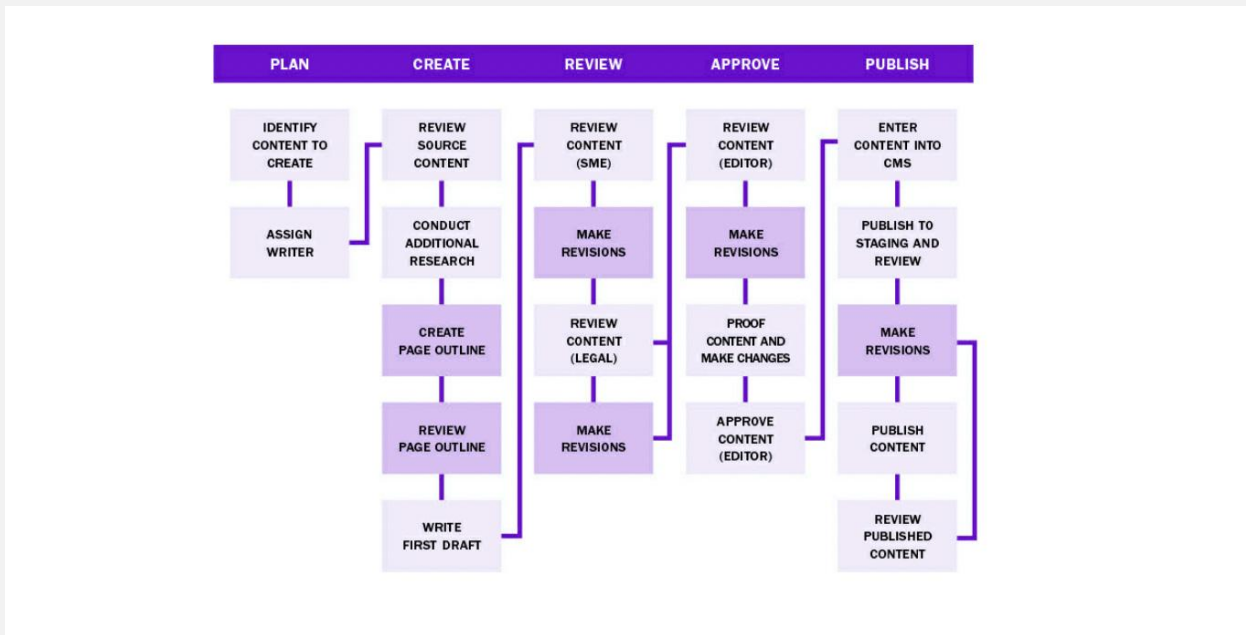 PLAN
CREATE
REVIEW
APPROVE
PUBLISH
IDENTIFY
CONTENT TO
CREATE
ASSIGN
WRITER
REVIEW
SOURCE
CONTENT
CONDUCT
ADDITIONAL
RESEARCH
CREATE
PAGE OUTLINE
REVIEW
PAGE OUTLINE
WRITE
FIRST DRAFT
REVIEW
CONTENT
(SME)
MAKE
REVISIONS
REVIEW
CONTENT
(LEGAL)
MAKE
REVISIONS
REVIEW
CONTENT
(EDITOR)
MAKE
REVISIONS
PROOF
CONTENT AND
MAKE CHANGES
APPROVE
CONTENT
(EDITOR)
ENTER
CONTENT INTO
CMS
PUBLISH TO
STAGING AND
REVIEW
MAKE
REVISIONS
PUBLISH
CONTENT
REVIEW
PUBLISHED
CONTENT